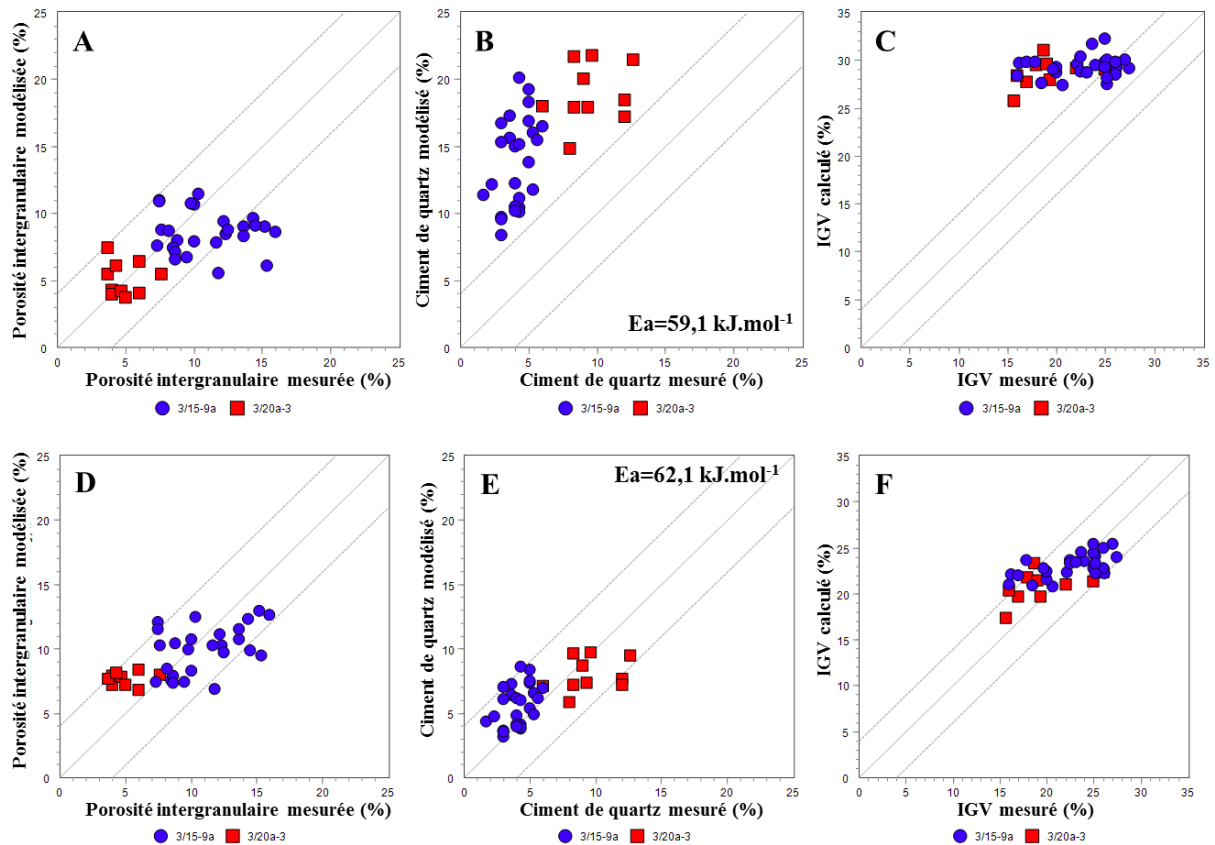 A
Porosité intergranulaire modélisée (%)
25
20
15
10
5
0
0 5 10 15 20 25
Porosité intergranulaire mesurée (%)
3/15-9a 3/20a-3
B
Ciment de quartz modélisé (%)
25
20
15
10
5
0
Ea=59,1 kJ.mol⁻¹
0 5 10 15 20 25
Ciment de quartz mesuré (%)
3/15-9a 3/20a-3
C
IGV calculé (%)
35
30
25
20
15
10
5
0
0 5 10 15 20 25 30 35
IGV mesuré (%)
3/15-9a 3/20a-3
D
Porosité intergranulaire modélisée (%)
25
20
15
10
5
0
0 5 10 15 20 25
Porosité intergranulaire mesurée (%)
3/15-9a 3/20a-3
E
Ea=62,1 kJ.mol⁻¹
Ciment de quartz modélisé (%)
25
20
15
10
5
0
0 5 10 15 20 25
Ciment de quartz mesuré (%)
3/15-9a 3/20a-3
F
IGV calculé (%)
35
30
25
20
15
10
5
0
0 5 10 15 20 25 30 35
IGV mesuré (%)
3/15-9a 3/20a-3